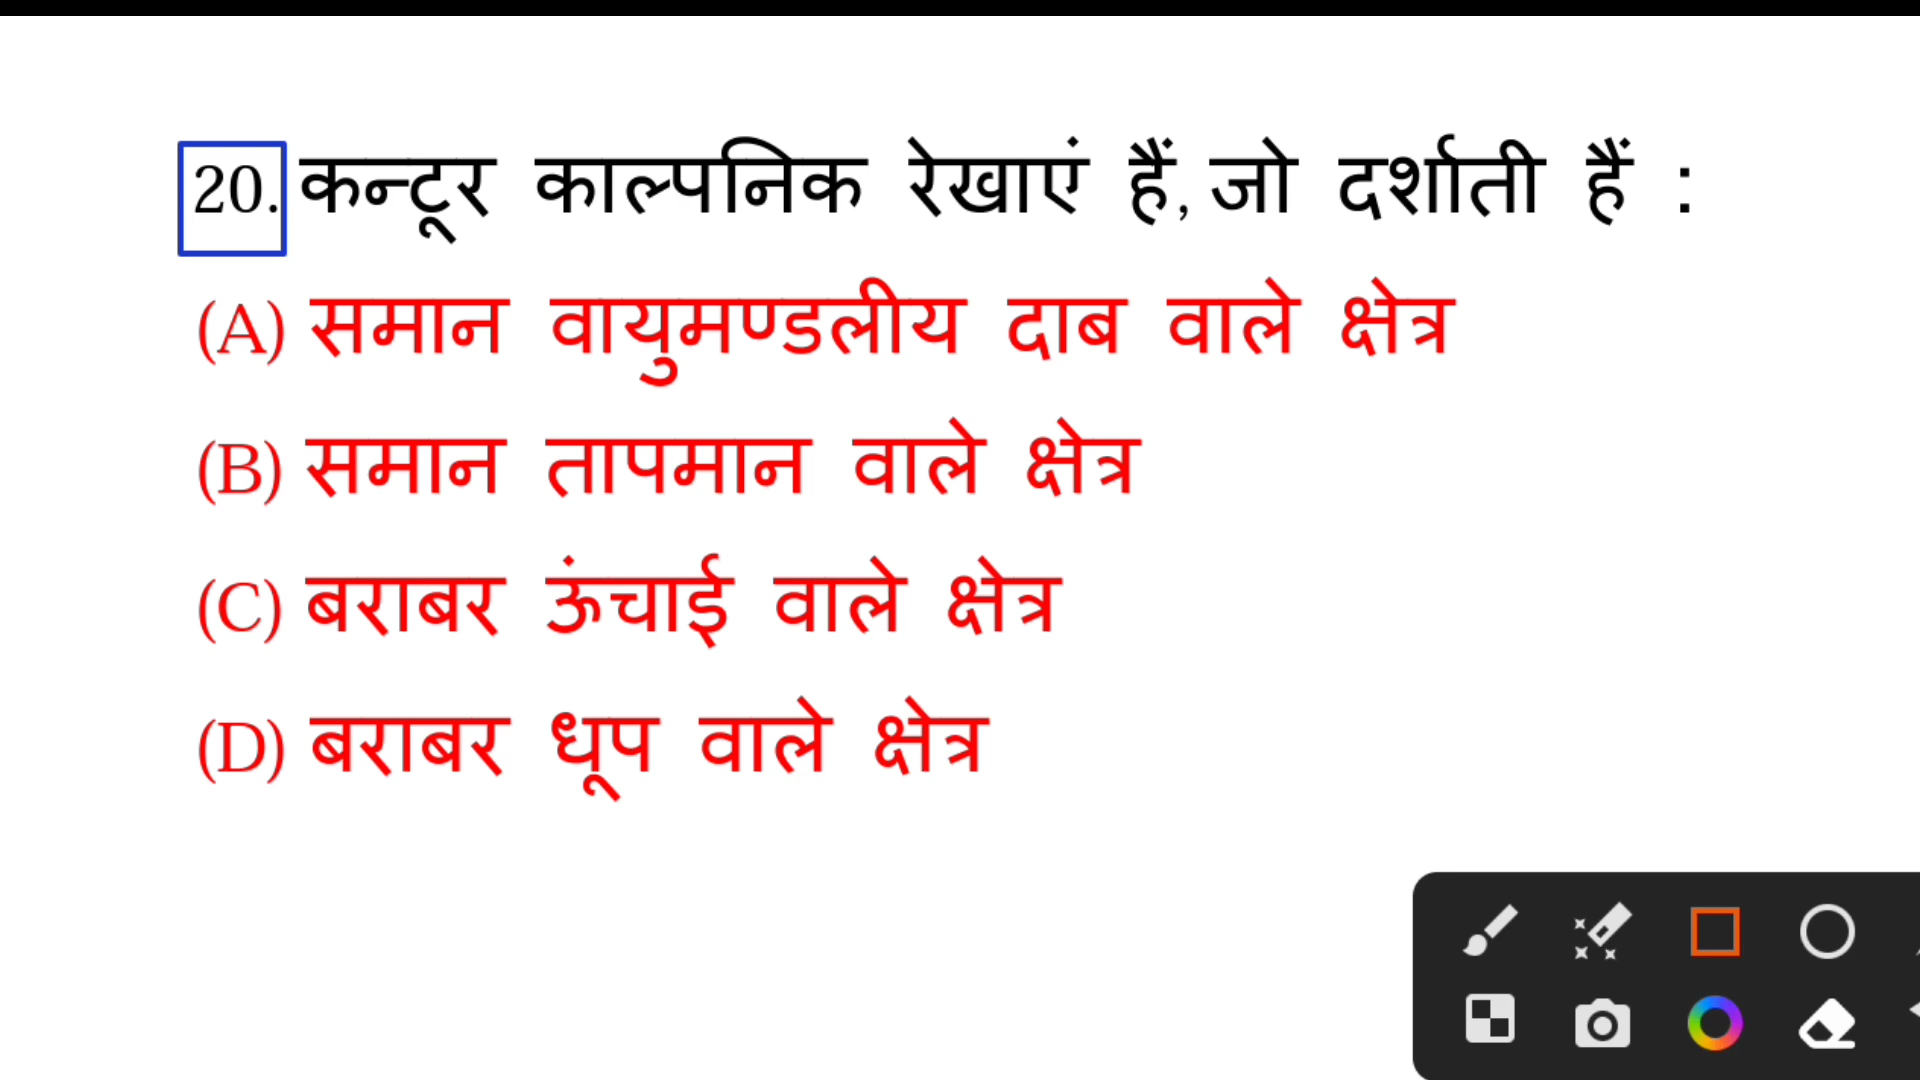 20. कन्टूर काल्पनिक रेखाएं हैं, जो दर्शाती हैं :
(A) समान वायुमण्डलीय दाब वाले क्षेत्र
(B) समान तापमान वाले क्षेत्र
(C) बराबर ऊंचाई वाले क्षेत्र
(D) बराबर धूप वाले क्षेत्र